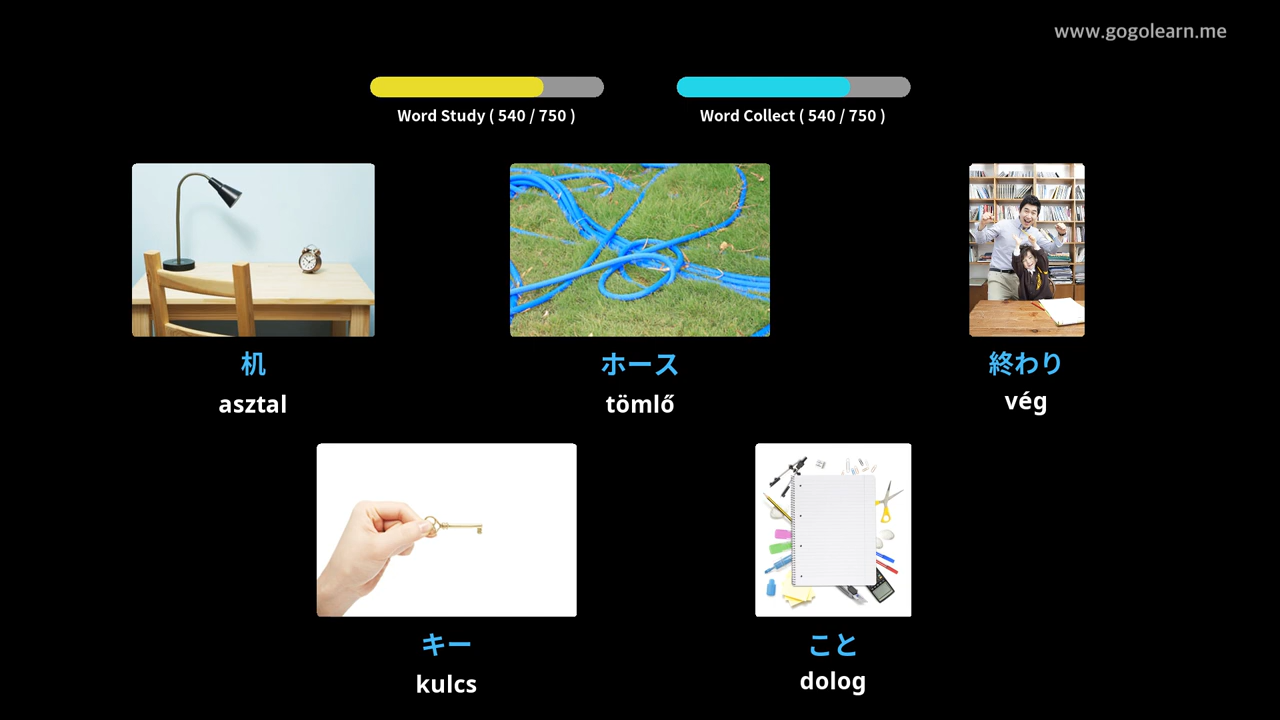 www.gogolearn.me
Word Study ( 540 / 750 )
Word Collect ( 540 / 750 )
机
asztal
ホース
tömlő
終わり
vég
キー
kulcs
こと
dolog